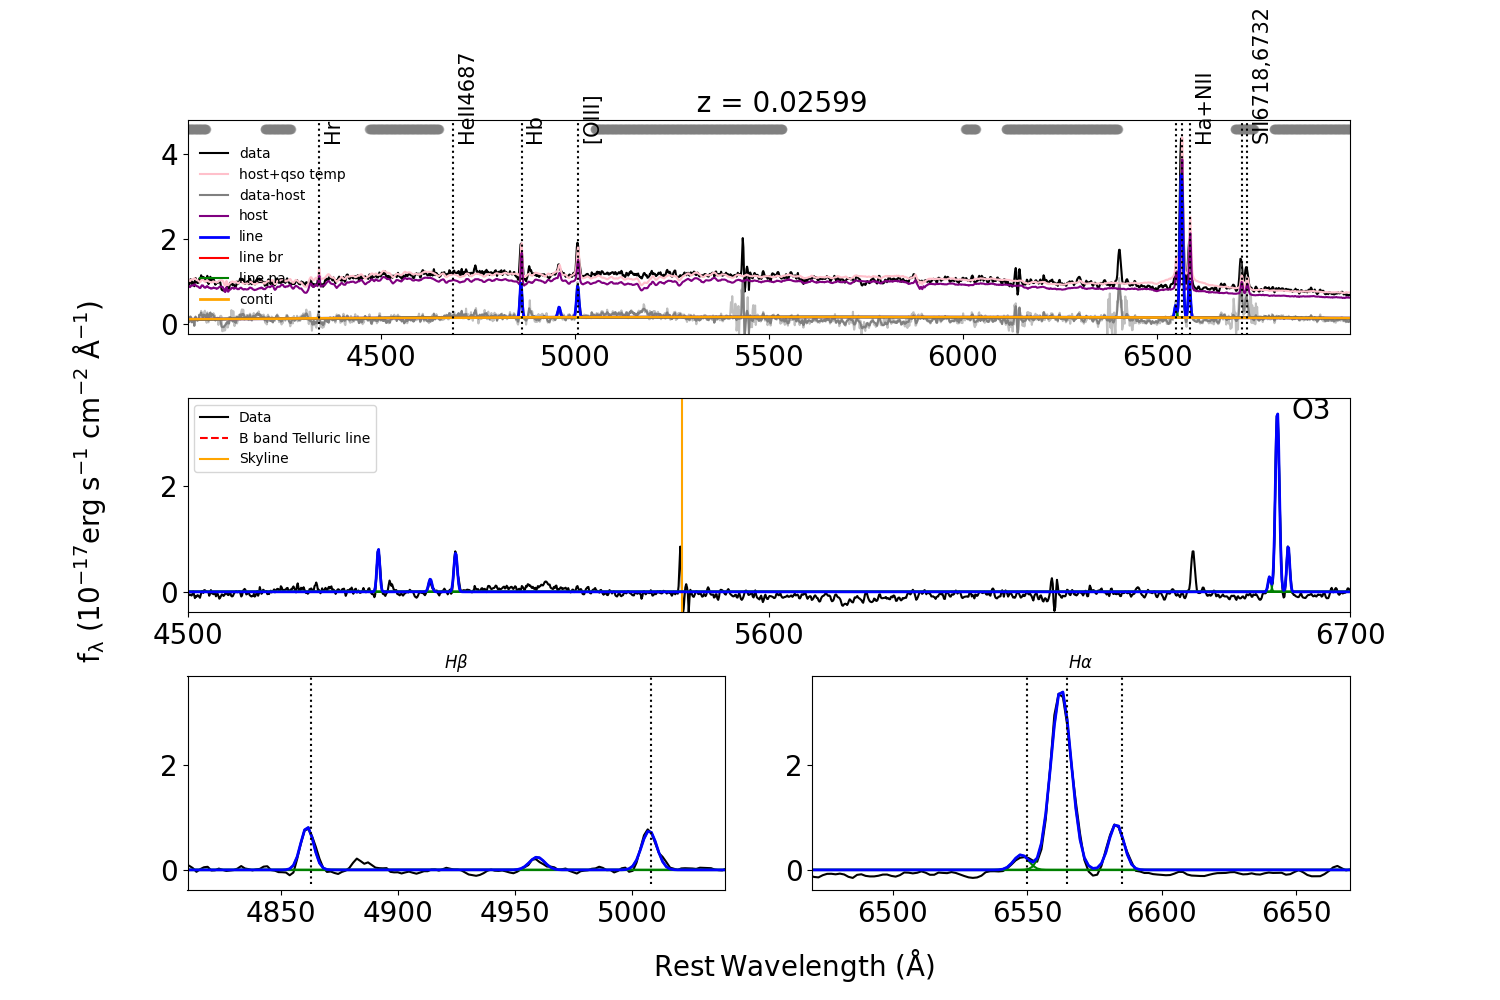 z = 0.02599
Hr
HeII4687
Hb
[OIII]
Ha+NII
SII6718,6732
data
host+qso temp
data-host
host
line
line br
line na
conti
4
2
0
4500
5000
5500
6000
6500
fλ (10⁻¹⁷erg s⁻¹ cm⁻² Å⁻¹)
Data
B band Telluric line
Skyline
O3
2
0
4500
5600
6700
Hβ
2
0
4850
4900
4950
5000
Hα
2
0
6500
6550
6600
6650
Rest Wavelength (Å)